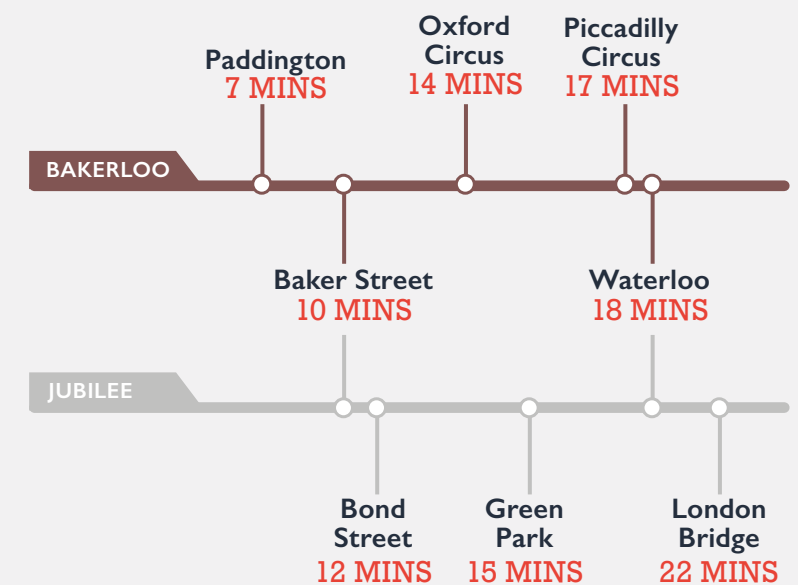 Paddington
7 MINS
Oxford
Circus
14 MINS
Piccadilly
Circus
17 MINS
BAKERLOO
Baker Street
10 MINS
Waterloo
18 MINS
JUBILEE
Bond
Street
12 MINS
Green
Park
15 MINS
London
Bridge
22 MINS